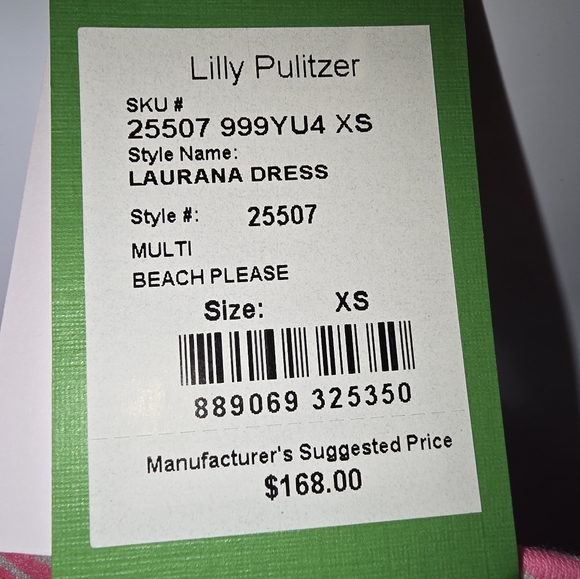 Lilly Pulitzer
SKU #
25507 999YU4 XS
Style Name:
LAURANA DRESS
Style #: 25507
MULTI
BEACH PLEASE
Size: XS
889069 325350
Manufacturer's Suggested Price
$168.00